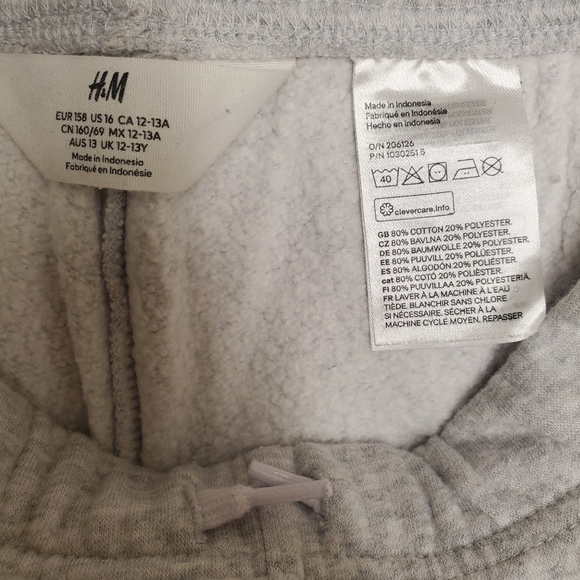 H&M
EUR 158 US 16 CA 12-13A
CN 160/69 MX 12-13A
AUS 13 UK 12-13Y
Made in Indonesia
Fabriqué en Indonésie
Made in Indonesia
Fabriqué en Indonésie
Hecho en Indonesia
O/N 206126
P/N 10302515
40
clevercare.info
GB 80% COTTON 20% POLYESTER.
CZ 80% BAVLNA 20% POLYESTER.
DE 80% BAUMWOLLE 20% POLYESTER.
EE 80% PUUVILL 20% POLÜESTER.
ES 80% ALGODÓN 20% POLIÉSTER.
cat 80% COTÓ 20% POLIÈSTER.
FI 80% PUUVILLAA 20% POLYESTERIÄ.
FR LAVER À LA MACHINE À L'EAU
TIÈDE. BLANCHIR SANS CHLORE
SI NÉCESSAIRE. SÉCHER À LA
MACHINE CYCLE MOYEN. REPASSER